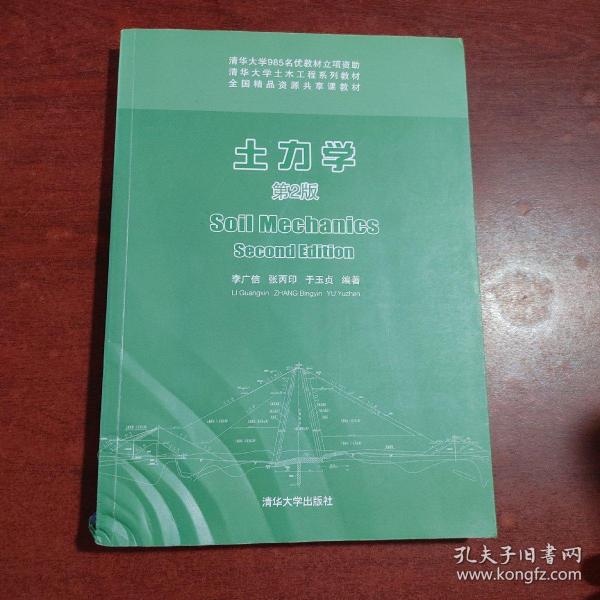 清华大学985名优教材立项资助
清华大学土木工程系列教材
全国精品资源共享课教材
土力学
第2版
Soil Mechanics
Second Edition
李广信 张丙印 于玉贞 编著
LI Guangxin ZHANG Bingyin YU Yuzhen
清华大学出版社
孔夫子旧书网
www.kongfz.com